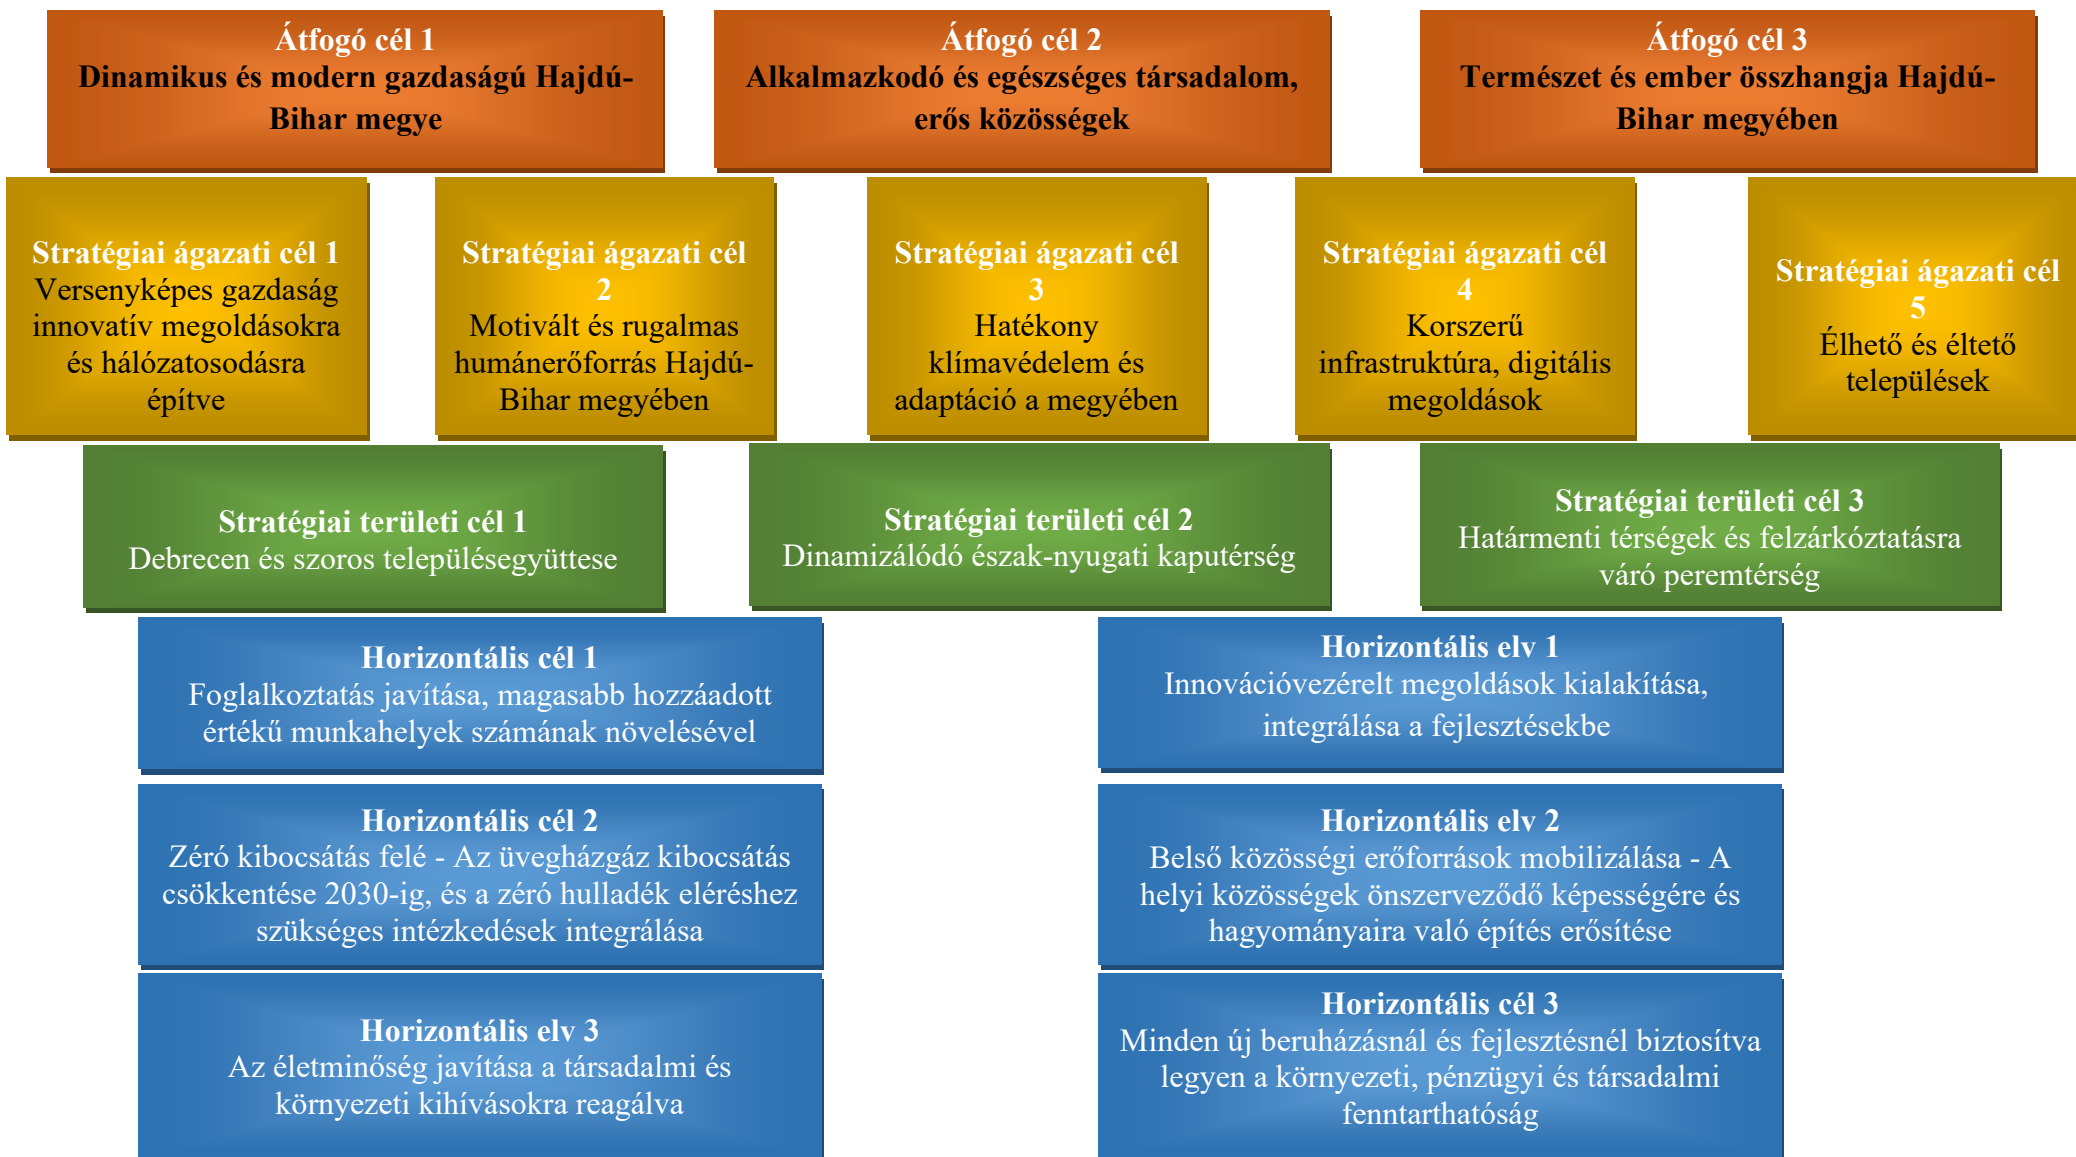 Átfogó cél 1
Dinamikus és modern gazdaságú Hajdú-
Bihar megye
Átfogó cél 2
Alkalmazkodó és egészséges társadalom,
erős közösségek
Átfogó cél 3
Természet és ember összhangja Hajdú-
Bihar megyében
Stratégiai ágazati cél 1
Versenyképes gazdaság
innovatív megoldásokra
és hálózatosodásra
építve
Stratégiai ágazati cél
2
Motivált és rugalmas
humánerőforrás Hajdú-
Bihar megyében
Stratégiai ágazati cél
3
Hatékony
klímavédelem és
adaptáció a megyében
Stratégiai ágazati cél
4
Korszerű
infrastruktúra, digitális
megoldások
Stratégiai ágazati cél
5
Élhető és éltető
települések
Stratégiai területi cél 1
Debrecen és szoros településegyüttese
Stratégiai területi cél 2
Dinamizálódó észak-nyugati kaputérség
Stratégiai területi cél 3
Határmenti térségek és felzárkóztatásra
váró peremtérség
Horizontális cél 1
Foglalkoztatás javítása, magasabb hozzáadott
értékű munkahelyek számának növelésével
Horizontális elv 1
Innovációvezérelt megoldások kialakítása,
integrálása a fejlesztésekbe
Horizontális cél 2
Zéró kibocsátás felé - Az üvegházgáz kibocsátás
csökkentése 2030-ig, és a zéró hulladék eléréshez
szükséges intézkedések integrálása
Horizontális elv 2
Belső közösségi erőforrások mobilizálása - A
helyi közösségek önszerveződő képességére és
hagyományaira való építés erősítése
Horizontális elv 3
Az életminőség javítása a társadalmi és
környezeti kihívásokra reagálva
Horizontális cél 3
Minden új beruházásnál és fejlesztésnél biztosítva
legyen a környezeti, pénzügyi és társadalmi
fenntarthatóság